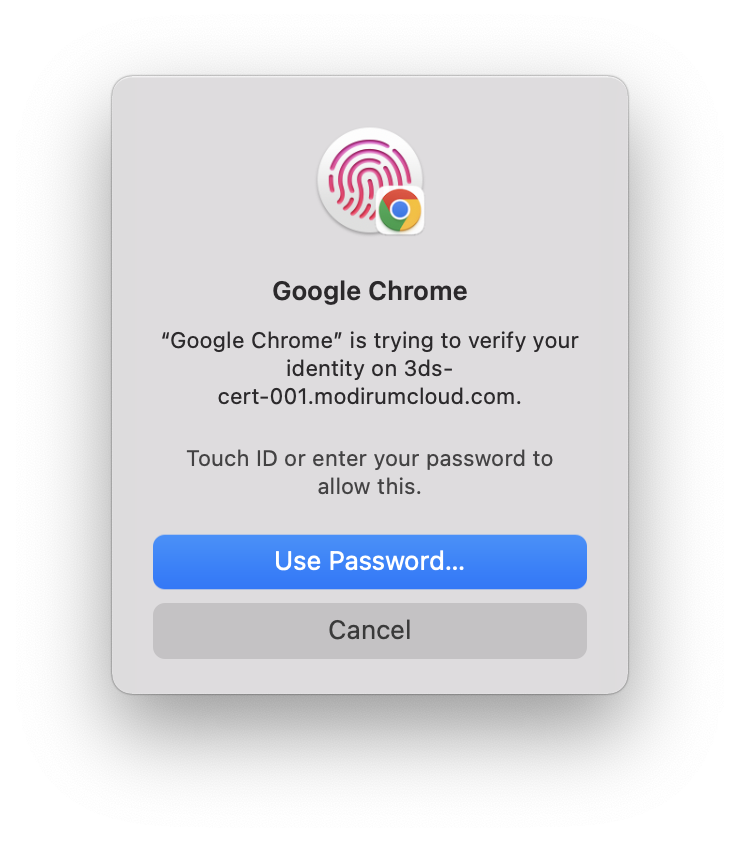 Google Chrome
“Google Chrome” is trying to verify your
identity on 3ds-
cert-001.modirumcloud.com.
Touch ID or enter your password to
allow this.
Use Password...
Cancel